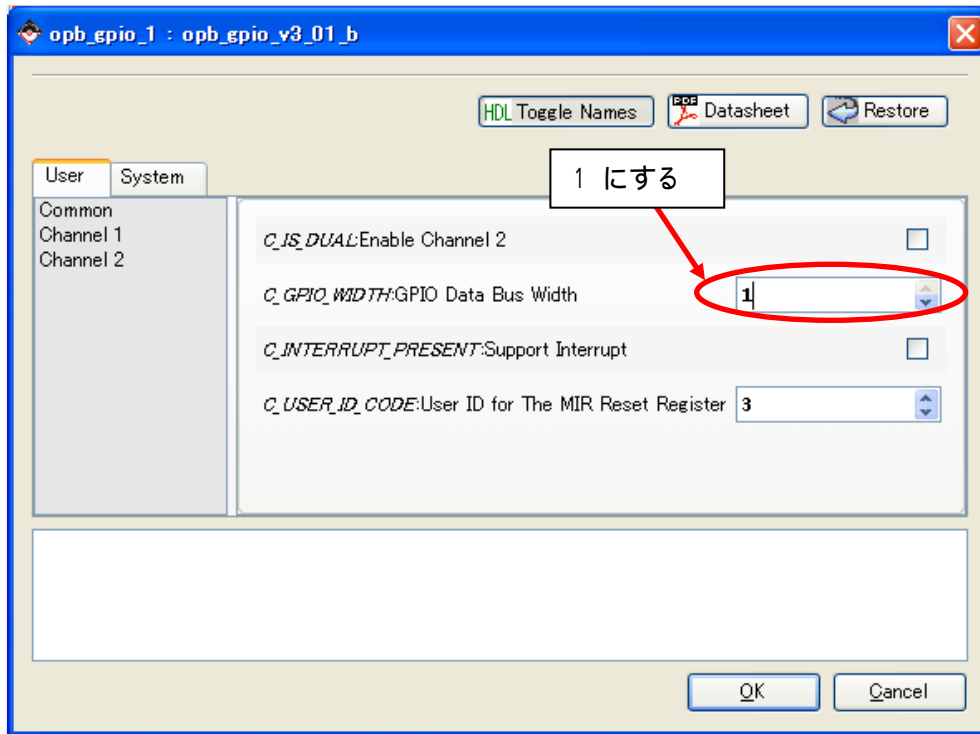 opb_gpio_1 : opb_gpio_v3_01_b
HDL Toggle Names
PDF Datasheet
Restore
User
System
1 にする
Common
Channel 1
Channel 2
C_IS_DUAL:Enable Channel 2
C_GPIO_WIDTH:GPIO Data Bus Width 1
C_INTERRUPT_PRESENT:Support Interrupt
C_USER_ID_CODE:User ID for The MIR Reset Register 3
OK
Cancel